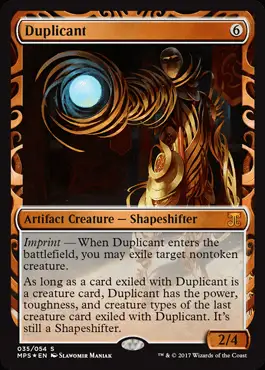 Duplicant 6
Artifact Creature — Shapeshifter
Imprint — When Duplicant enters the
battlefield, you may exile target nontoken
creature.
As long as a card exiled with Duplicant is
a creature card, Duplicant has the power,
toughness, and creature types of the last
creature card exiled with Duplicant. It's
still a Shapeshifter.
2/4
035/054 S
MPS EN SLAWOMIR MANIAK ™ & © 2017 Wizards of the Coast